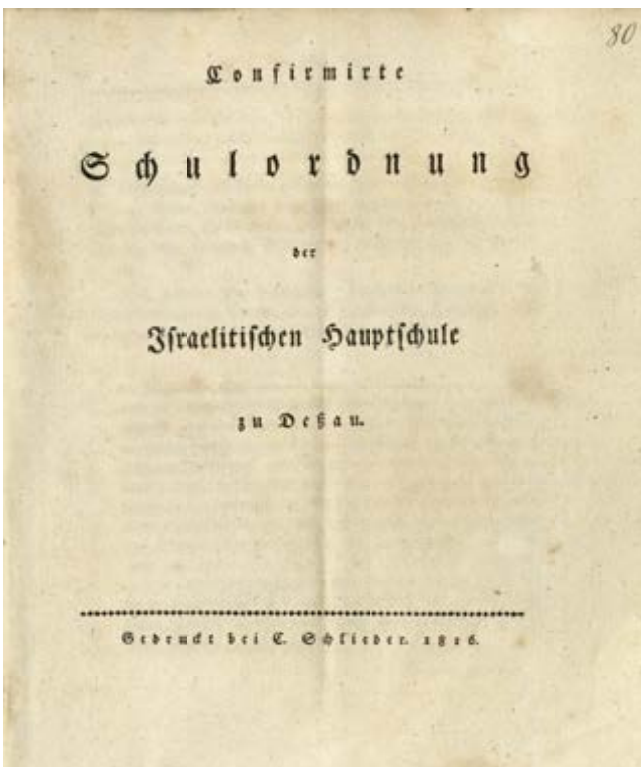 80
Confirmirte
Schulordnung
der
Israelitischen Hauptschule
zu Deßau.
Gedruckt bei C. Schlieder. 1816.